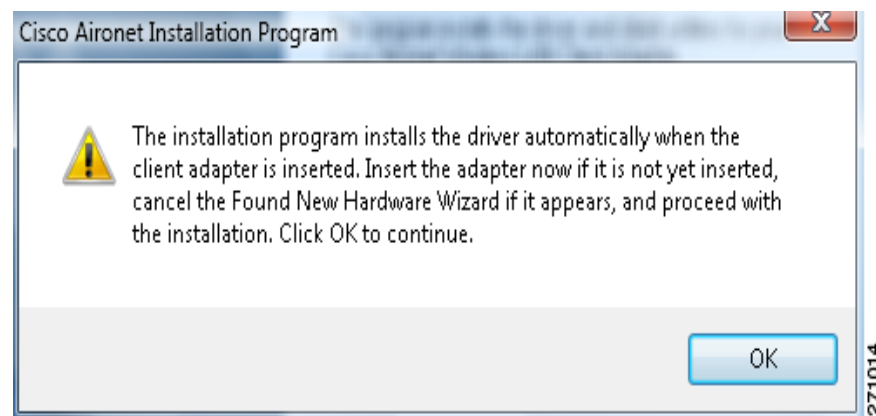 Cisco Aironet Installation Program
The installation program installs the driver automatically when the
client adapter is inserted. Insert the adapter now if it is not yet inserted,
cancel the Found New Hardware Wizard if it appears, and proceed with
the installation. Click OK to continue.
OK
271014